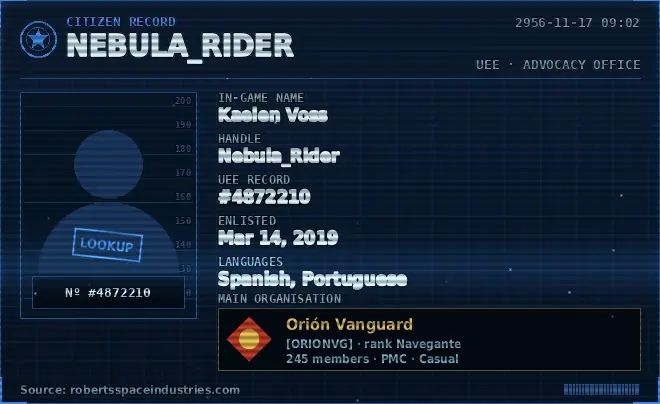 CITIZEN RECORD
NEBULA_RIDER
2956-11-17 09:02
UEE · ADVOCACY OFFICE
200
190
180
170
160
150
140
LOOKUP
Nº #4872210
IN-GAME NAME
Kaelen Voss
HANDLE
Nebula_Rider
UEE RECORD
#4872210
ENLISTED
Mar 14, 2019
LANGUAGES
Spanish, Portuguese
MAIN ORGANISATION
Orión Vanguard
[ORIONVG] · rank Navegante
245 members · PMC · Casual
Source: robertsspaceindustries.com